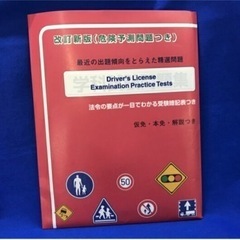 改訂新版(危険予測問題つき)
最近の出題傾向をとらえた精選問題
Driver's License
Examination Practice Tests
法令の要点が一目でわかる受験暗記表つき
仮免・本免・解説つき
50